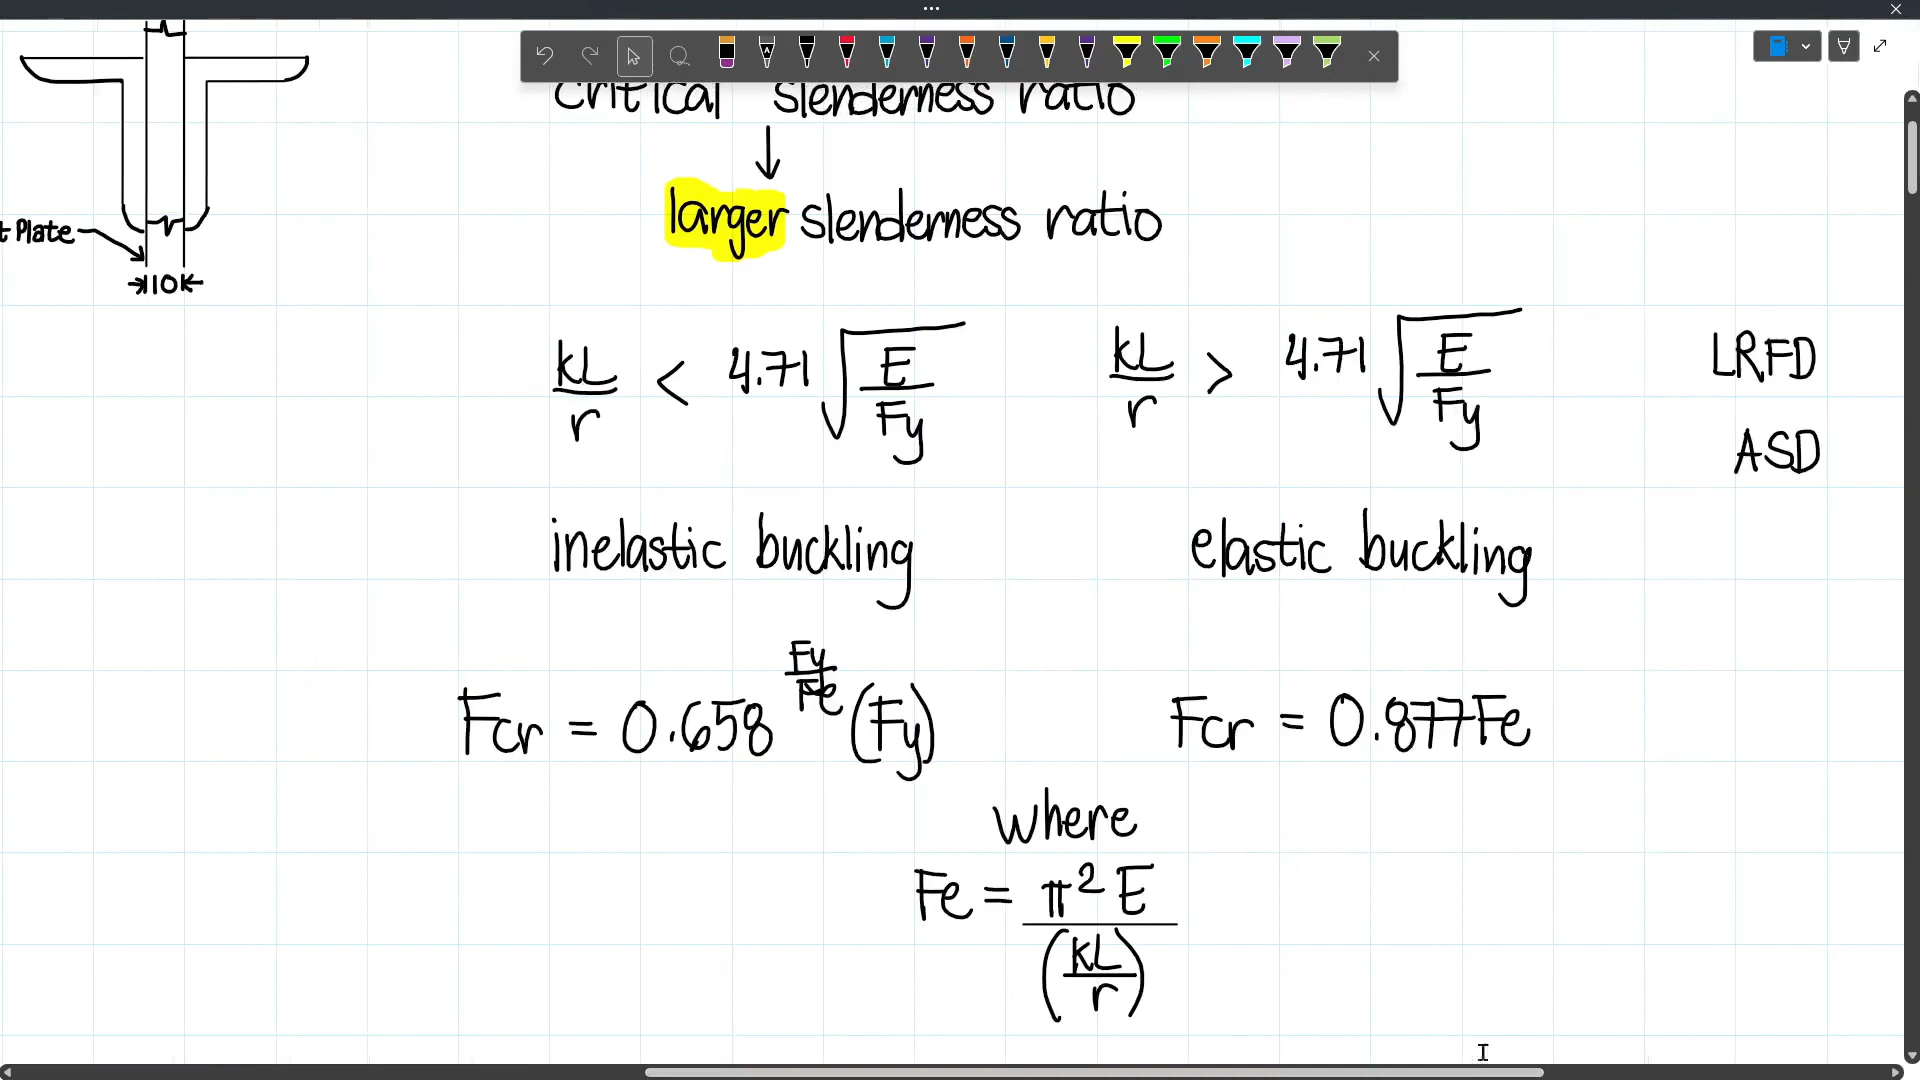 Critical slenderness ratio
larger slenderness ratio
t Plate
10
kL/r < 4.71 √(E/Fy)
kL/r > 4.71 √(E/Fy)
LRFD
ASD
inelastic buckling
elastic buckling
Fcr = 0.658^(Fy/Fe) (Fy)
Fcr = 0.877Fe
where
Fe = π² E / (kL/r)